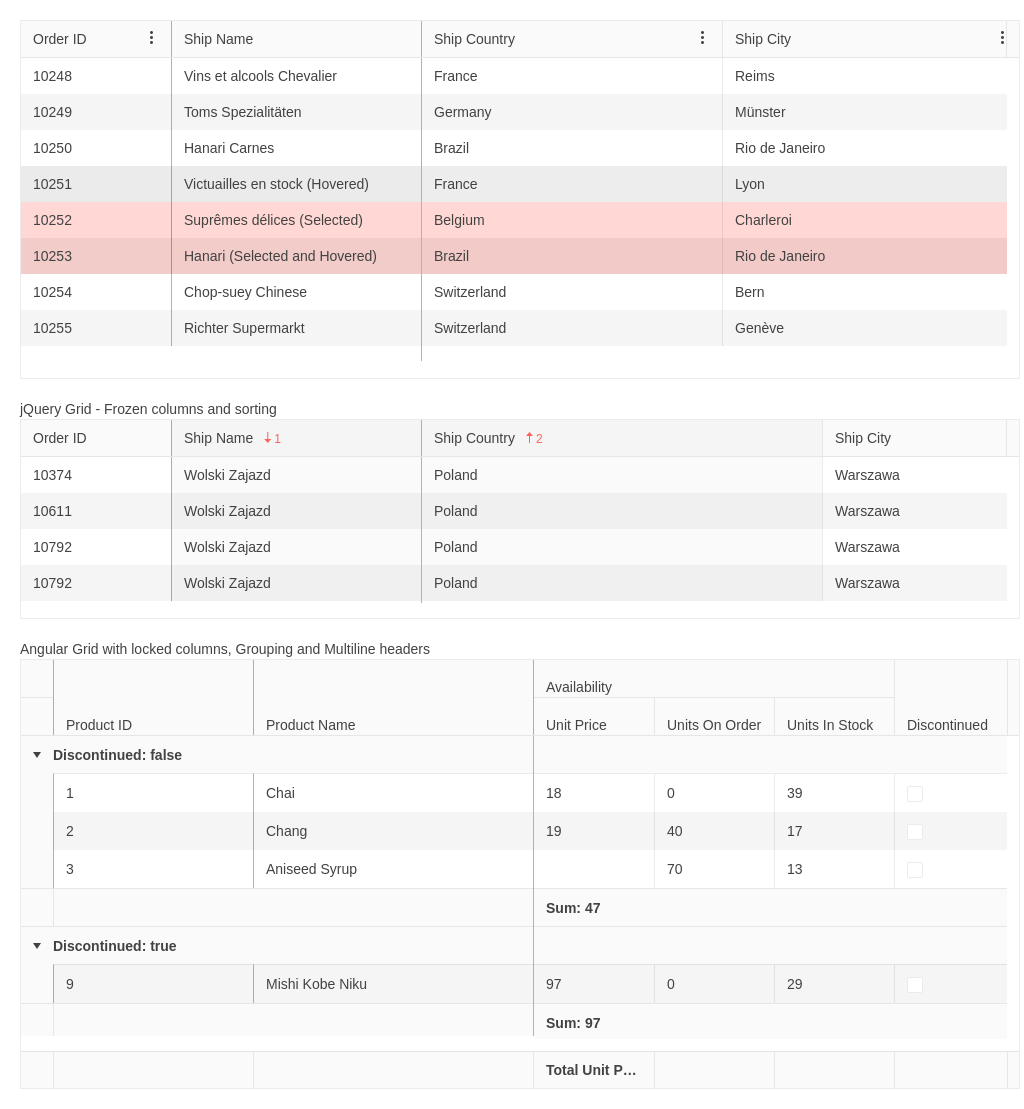 Order ID Ship Name Ship Country Ship City
10248 Vins et alcools Chevalier France Reims
10249 Toms Spezialitäten Germany Münster
10250 Hanari Carnes Brazil Rio de Janeiro
10251 Victuailles en stock (Hovered) France Lyon
10252 Suprêmes délices (Selected) Belgium Charleroi
10253 Hanari (Selected and Hovered) Brazil Rio de Janeiro
10254 Chop-suey Chinese Switzerland Bern
10255 Richter Supermarkt Switzerland Genève
jQuery Grid - Frozen columns and sorting
Order ID Ship Name 1 Ship Country 2 Ship City
10374 Wolski Zajazd Poland Warszawa
10611 Wolski Zajazd Poland Warszawa
10792 Wolski Zajazd Poland Warszawa
10792 Wolski Zajazd Poland Warszawa
Angular Grid with locked columns, Grouping and Multiline headers
Availability
Product ID Product Name Unit Price Units On Order Units In Stock Discontinued
Discontinued: false
1 Chai 18 0 39
2 Chang 19 40 17
3 Aniseed Syrup 70 13
Sum: 47
Discontinued: true
9 Mishi Kobe Niku 97 0 29
Sum: 97
Total Unit P…